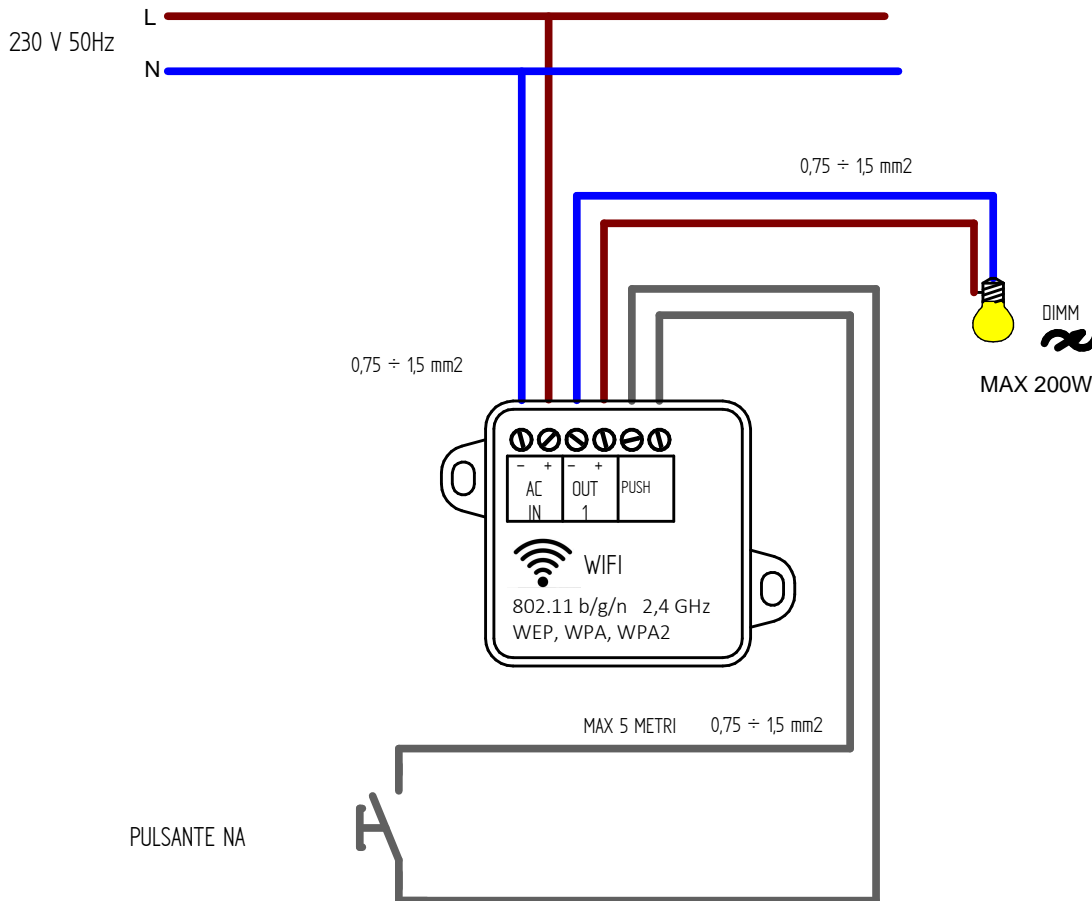 L
230 V 50Hz
N
0,75 ÷ 1,5 mm2
DIMM
0,75 ÷ 1,5 mm2
MAX 200W
- + - +
AC OUT PUSH
IN 1
WIFI
802.11 b/g/n 2,4 GHz
WEP, WPA, WPA2
MAX 5 METRI 0,75 ÷ 1,5 mm2
PULSANTE NA